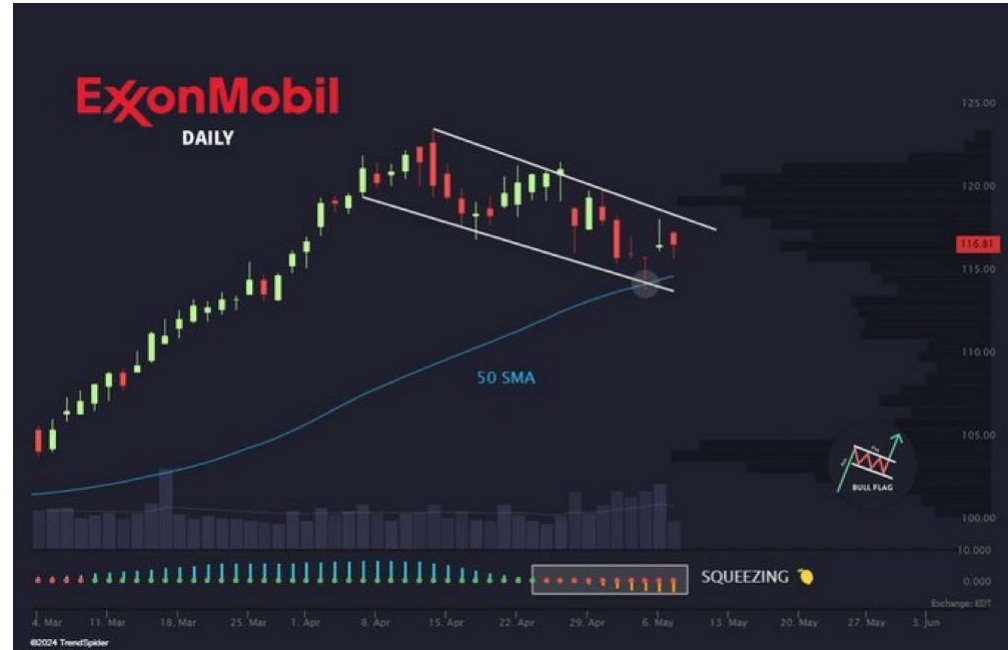 ExxonMobil
DAILY
125.00
120.00
116.81
115.00
50 SMA
110.00
105.00
BULL FLAG
100.00
10.000
SQUEEZING 🍋
0.000
Exchange: EDT
4. Mar 11. Mar 18. Mar 25. Mar 1. Apr 8. Apr 15. Apr 22. Apr 29. Apr 6. May 13. May 20. May 27. May 3. Jun
©2024 TrendSpider